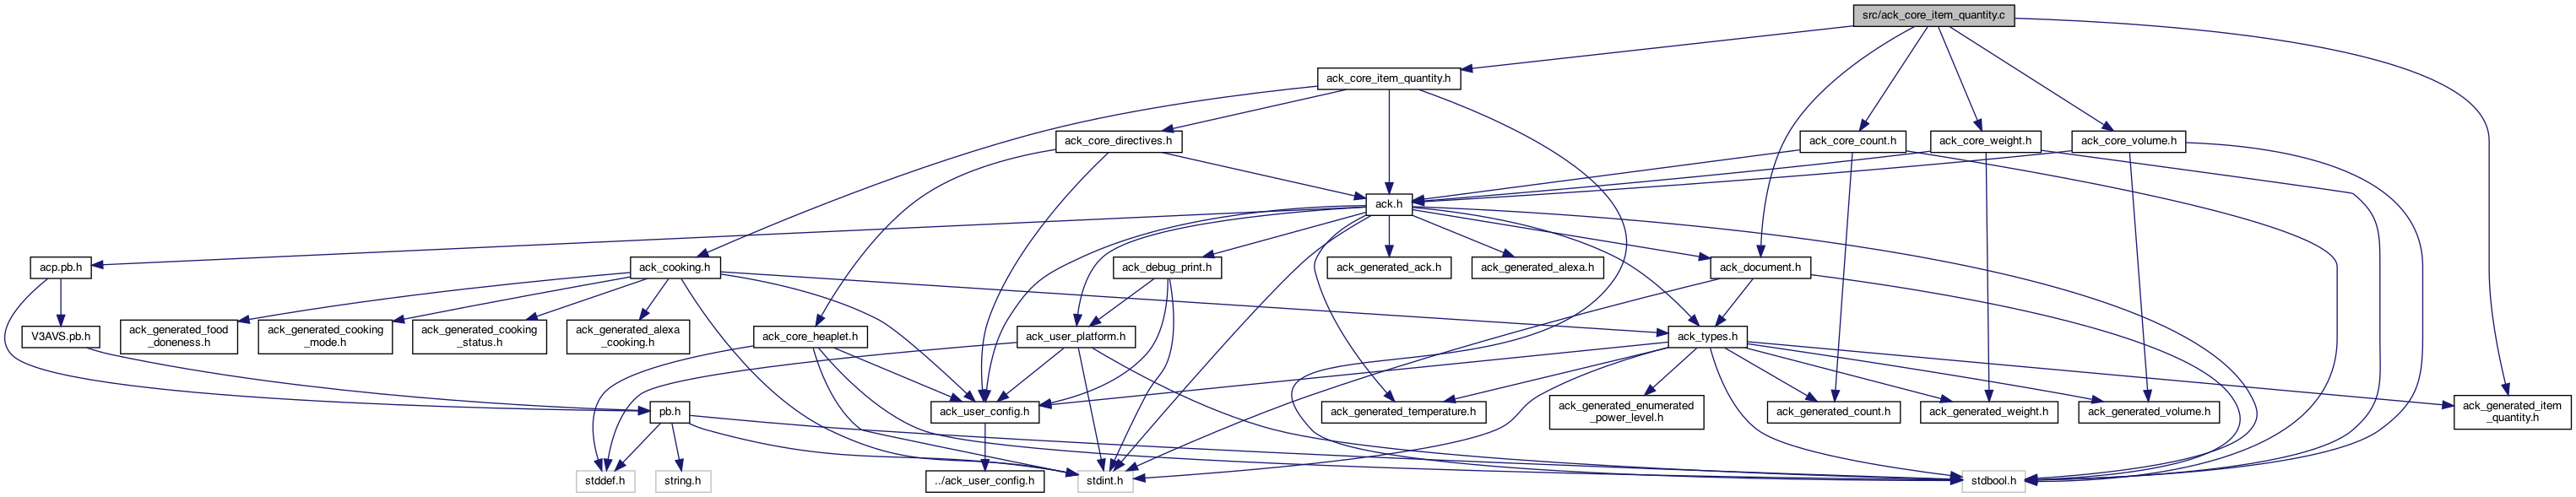 src/ack_core_item_quantity.c
ack_core_item_quantity.h
ack_core_directives.h
ack_core_count.h
ack_core_weight.h
ack_core_volume.h
ack.h
acp.pb.h
ack_cooking.h
ack_debug_print.h
ack_generated_ack.h
ack_generated_alexa.h
ack_document.h
V3AVS.pb.h
ack_generated_food
_doneness.h
ack_generated_cooking
_mode.h
ack_generated_cooking
_status.h
ack_generated_alexa
_cooking.h
ack_core_heaplet.h
ack_user_platform.h
ack_types.h
pb.h
ack_user_config.h
ack_generated_temperature.h
ack_generated_enumerated
_power_level.h
ack_generated_count.h
ack_generated_weight.h
ack_generated_volume.h
ack_generated_item
_quantity.h
stddef.h
string.h
../ack_user_config.h
stdint.h
stdbool.h